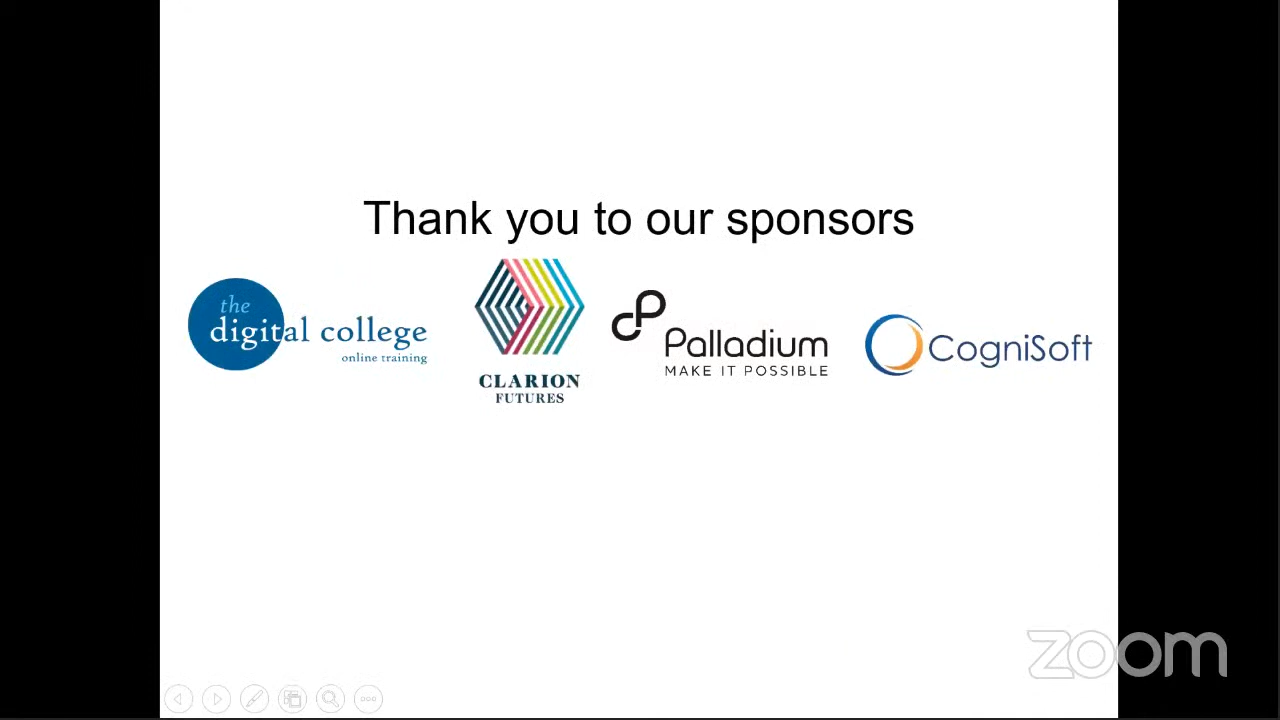 Thank you to our sponsors
the
digital college
online training
CLARION
FUTURES
Palladium
MAKE IT POSSIBLE
CogniSoft
zoom